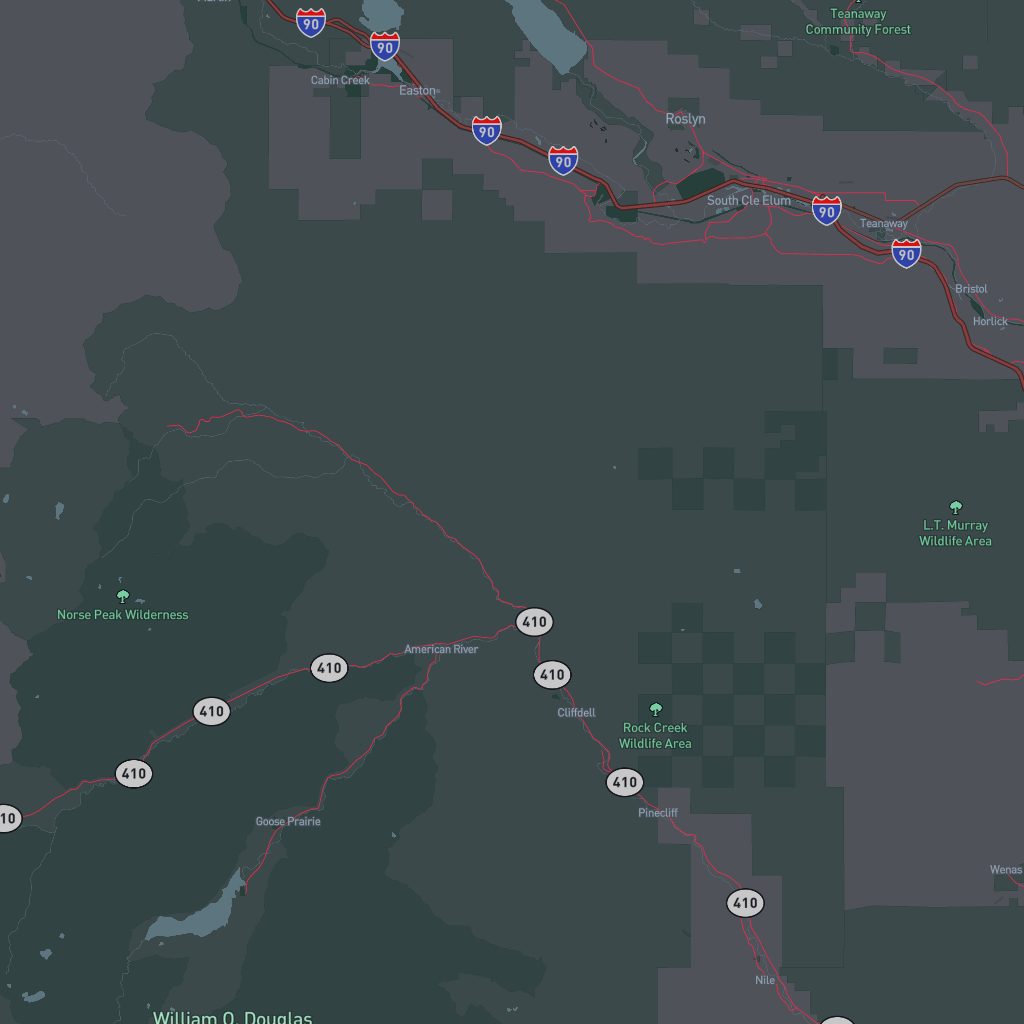 Teanaway
Community Forest
90
90
Cabin Creek
Easton
Roslyn
90
90
South Cle Elum
90
Teanaway
90
Bristol
Horlick
L.T. Murray
Wildlife Area
Norse Peak Wilderness
410
American River
410
410
410
Cliffdell
Rock Creek
Wildlife Area
410
410
10
Pinecliff
Goose Prairie
Wenas
410
Nile
William O. Douglas